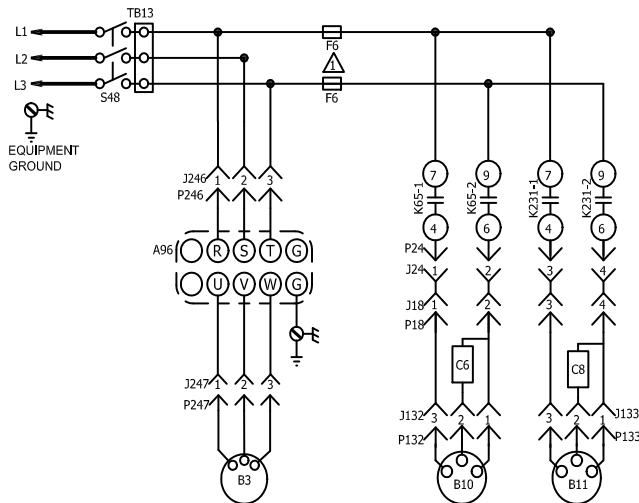 TB13
L1
F6
L2
1
L3
F6
S48
EQUIPMENT
GROUND
J246 1 2 3
P246
7 9 7 9
K65-1 K65-2 K231-1 K231-2
4 6 4 6
A96 R S T G
U V W G
P24
J24 1 2 3 4
J18 1 2 3 4
P18
C6 C8
J247 1 2 3
P247
J132 3 2 1 3 2 1 J133
P132 P133
B3 B10 B11